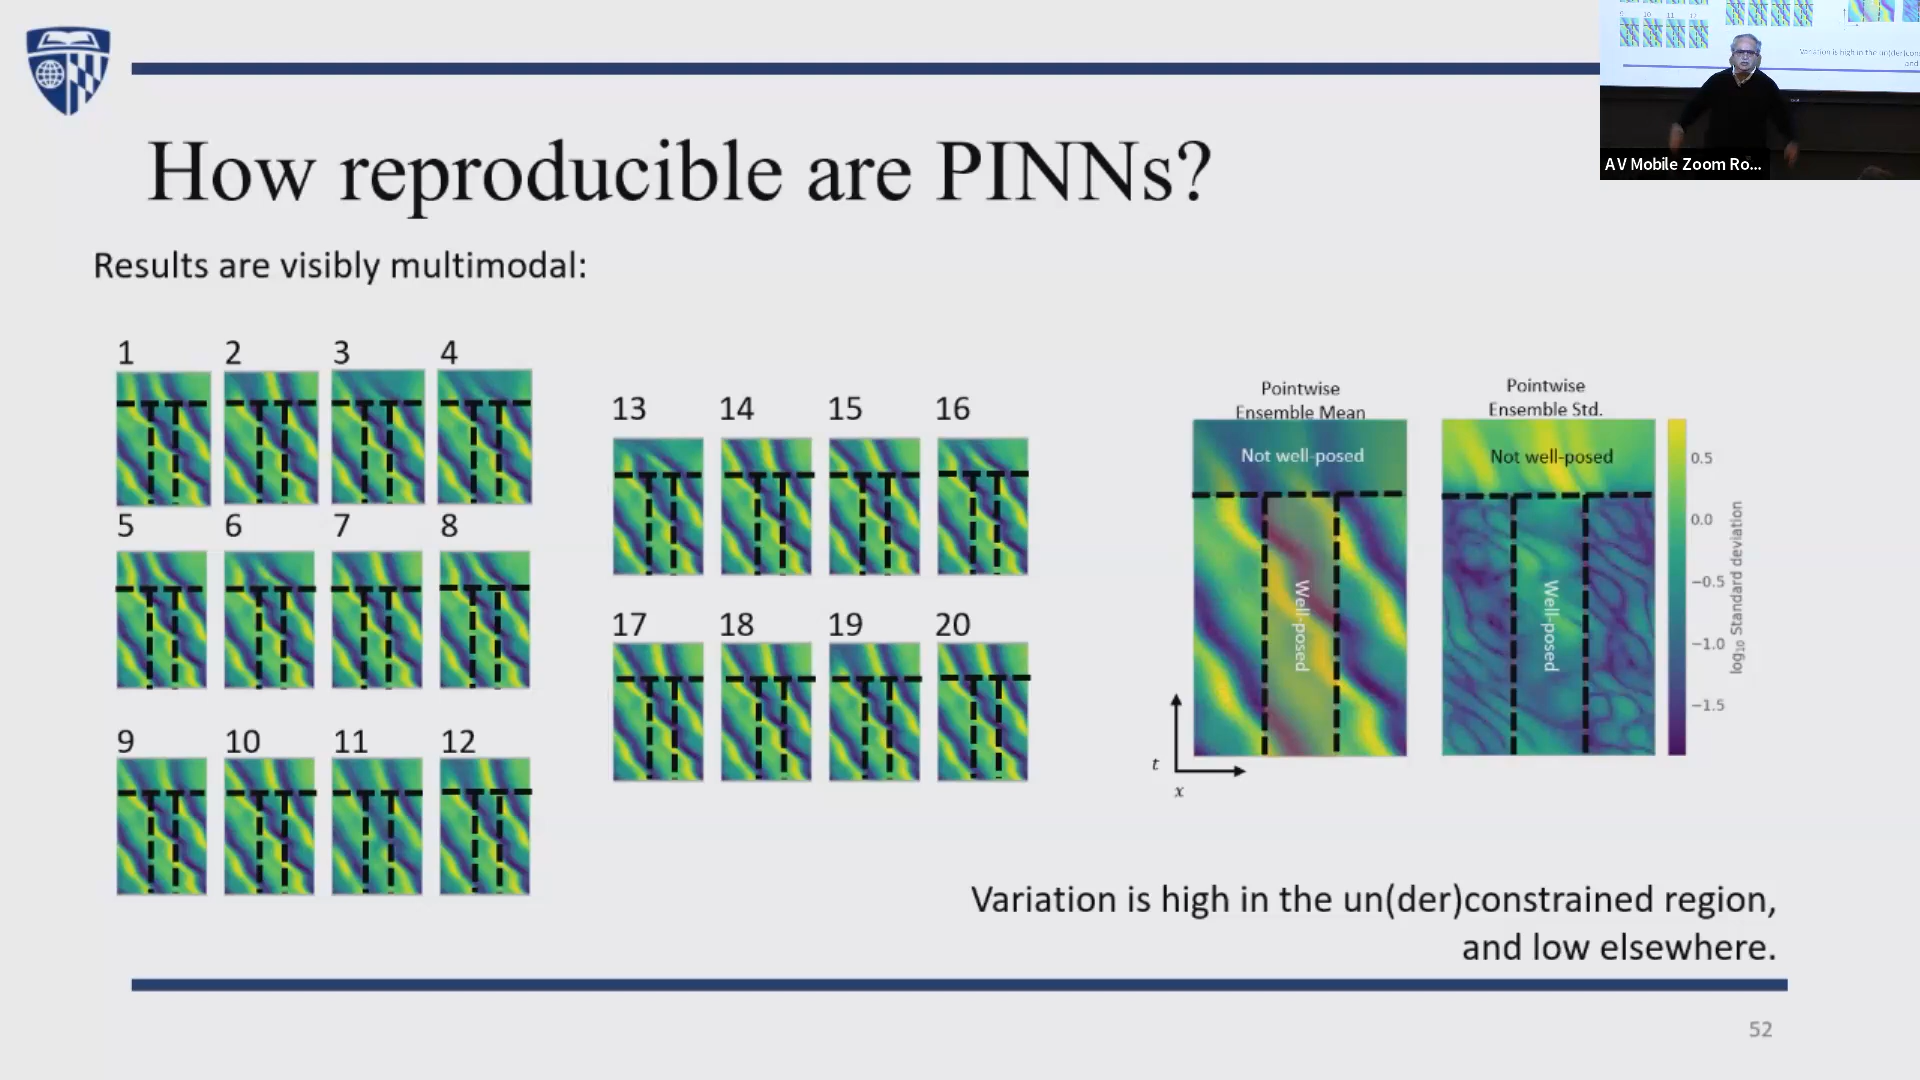 How reproducible are PINNs?
Results are visibly multimodal:
1 2 3 4
5 6 7 8
9 10 11 12
13 14 15 16
17 18 19 20
Pointwise
Ensemble Mean
Not well-posed
Well-posed
t
x
Pointwise
Ensemble Std.
Not well-posed
Well-posed
0.5
0.0
−0.5
−1.0
−1.5
log₁₀ Standard deviation
Variation is high in the un(der)constrained region,
and low elsewhere.
52
AV Mobile Zoom Ro...